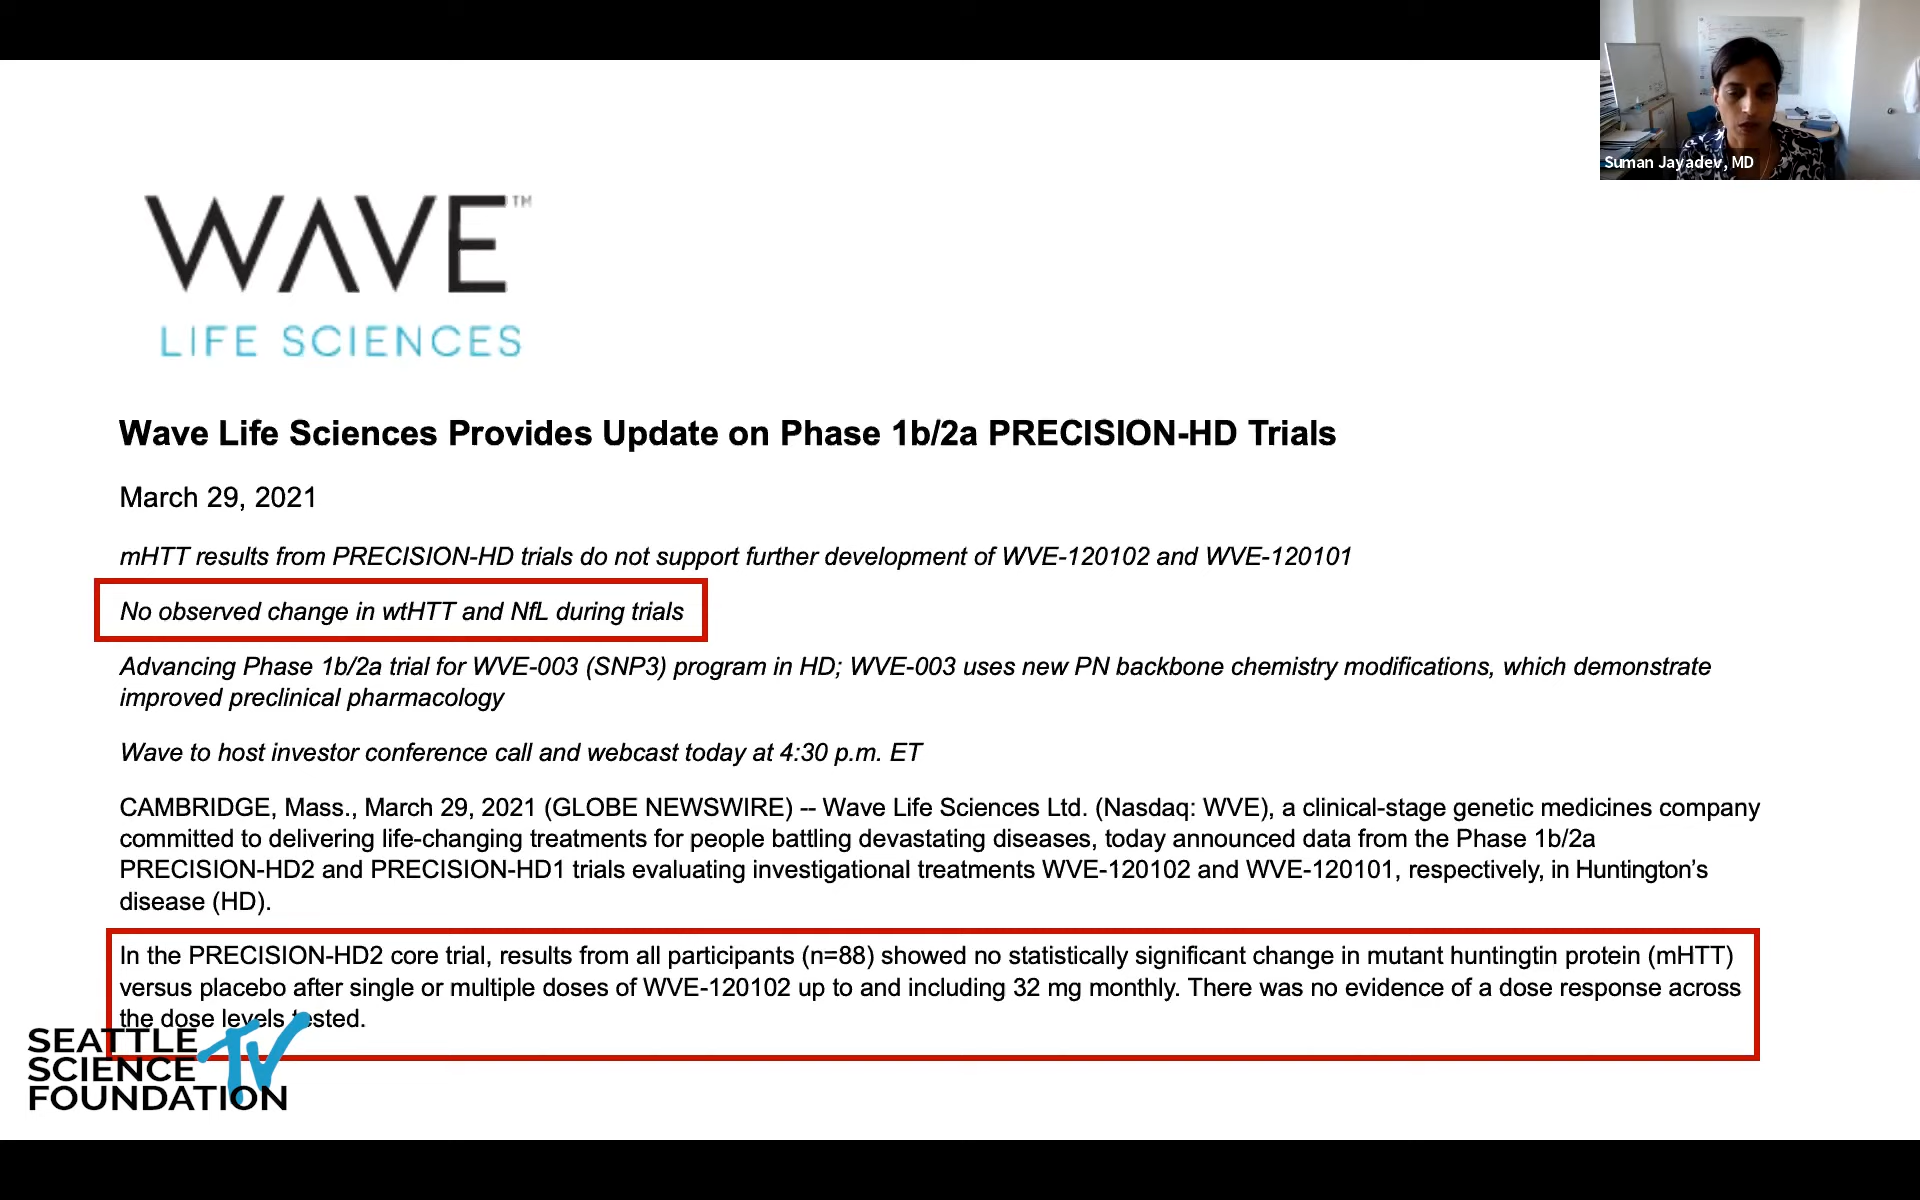 Suman Jayadev, MD
WAVE™
LIFE SCIENCES
Wave Life Sciences Provides Update on Phase 1b/2a PRECISION-HD Trials
March 29, 2021
mHTT results from PRECISION-HD trials do not support further development of WVE-120102 and WVE-120101
No observed change in wtHTT and NfL during trials
Advancing Phase 1b/2a trial for WVE-003 (SNP3) program in HD; WVE-003 uses new PN backbone chemistry modifications, which demonstrate
improved preclinical pharmacology
Wave to host investor conference call and webcast today at 4:30 p.m. ET
CAMBRIDGE, Mass., March 29, 2021 (GLOBE NEWSWIRE) -- Wave Life Sciences Ltd. (Nasdaq: WVE), a clinical-stage genetic medicines company
committed to delivering life-changing treatments for people battling devastating diseases, today announced data from the Phase 1b/2a
PRECISION-HD2 and PRECISION-HD1 trials evaluating investigational treatments WVE-120102 and WVE-120101, respectively, in Huntington's
disease (HD).
In the PRECISION-HD2 core trial, results from all participants (n=88) showed no statistically significant change in mutant huntingtin protein (mHTT)
versus placebo after single or multiple doses of WVE-120102 up to and including 32 mg monthly. There was no evidence of a dose response across
the dose levels tested.
SEATTLE
SCIENCE TV
FOUNDATION